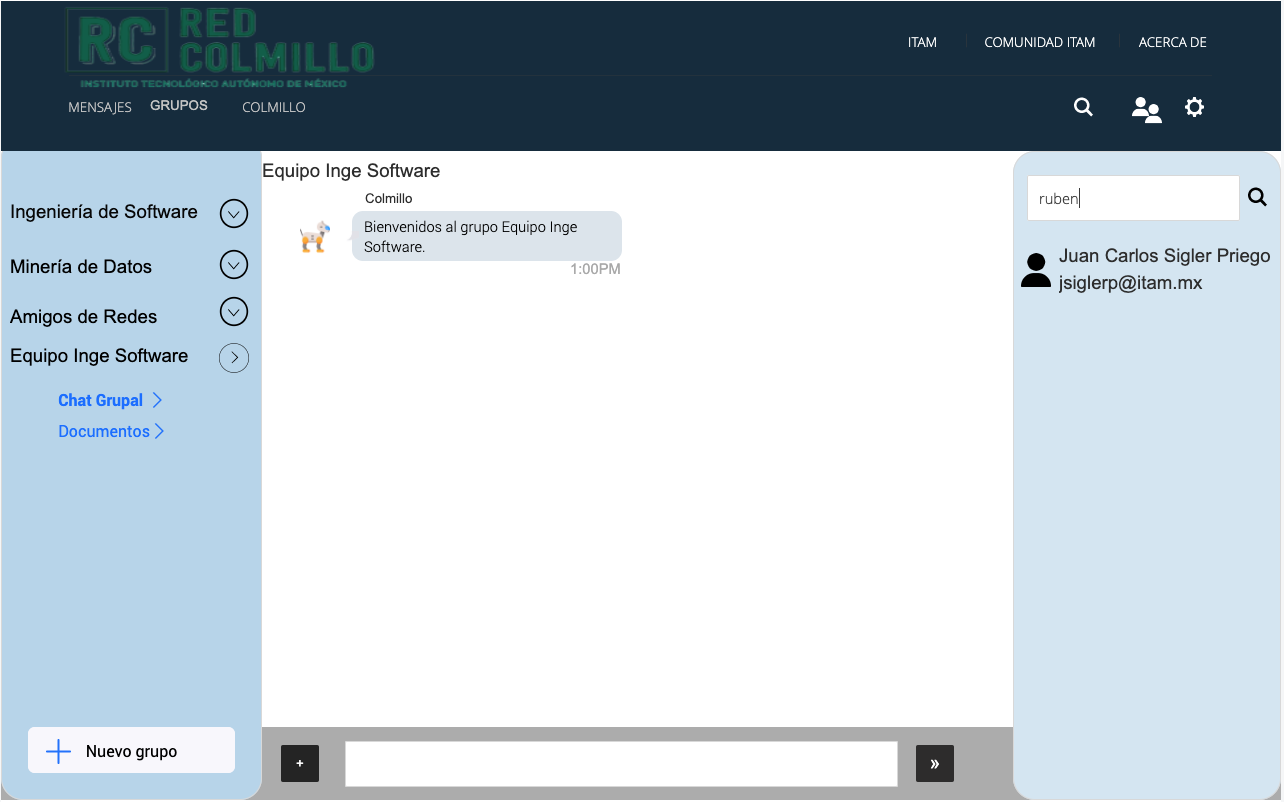 RC RED
COLMILLO
INSTITUTO TECNOLÓGICO AUTÓNOMO DE MÉXICO
ITAM
COMUNIDAD ITAM
ACERCA DE
MENSAJES
GRUPOS
COLMILLO
Ingeniería de Software
Minería de Datos
Amigos de Redes
Equipo Inge Software
Chat Grupal
Documentos
Nuevo grupo
Equipo Inge Software
Colmillo
Bienvenidos al grupo Equipo Inge
Software.
1:00PM
+
»
ruben
Juan Carlos Sigler Priego
jsiglerp@itam.mx